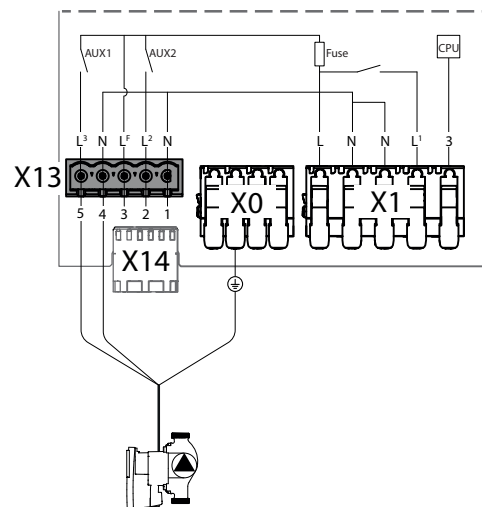 AUX1 AUX2 Fuse CPU
L³ N Lᶠ L² N L N N L¹ 3
X13 X0 X1
5 4 3 2 1
X14